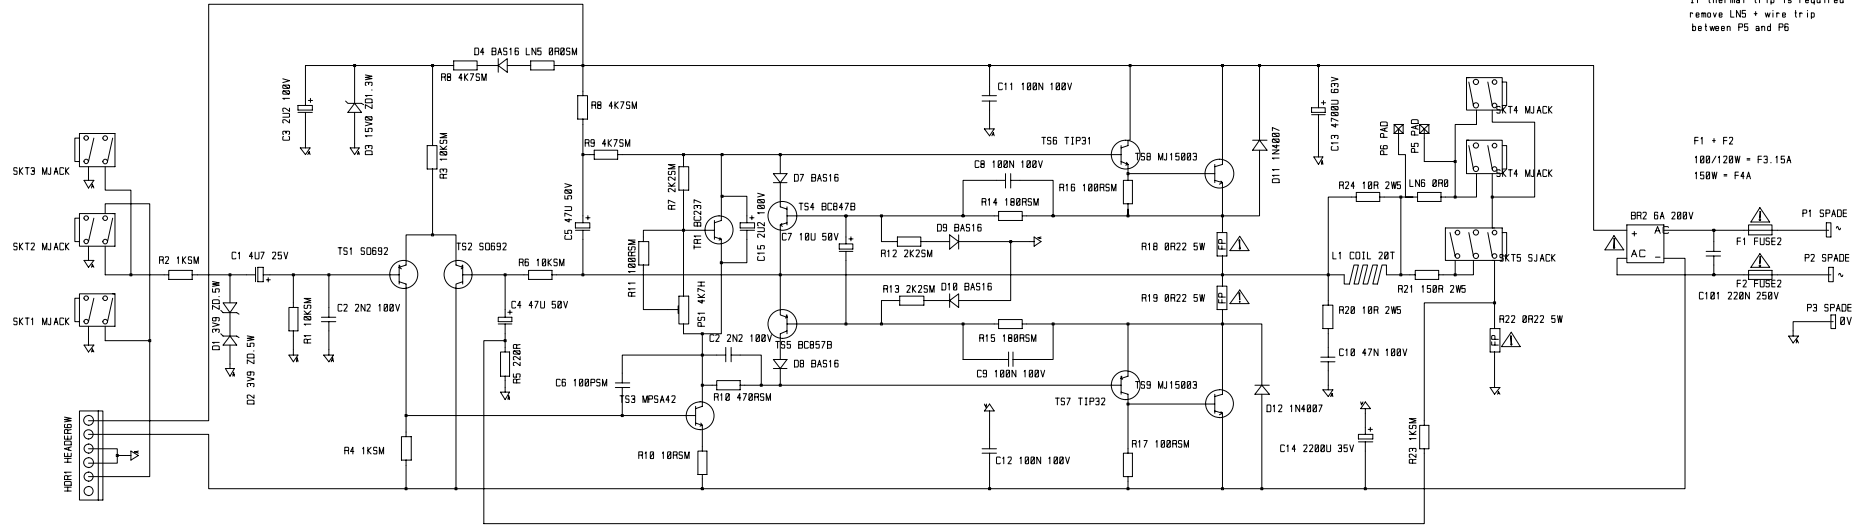 If thermal trip is required
remove LN5 + wire trip
between P5 and P6
D4 BAS16 LN5 0R0SM
R8 4K7SM
C3 2U2 100V
D3 15V0 ZD1.3W
R3 10KSM
R8 4K7SM
R9 4K7SM
C11 100N 100V
TS6 TIP31
TS8 MJ15003
D11 1N4007
C13 4700U 63V
P6 PAD
P5 PAD
SKT4 MJACK
SKT4 MJACK
F1 + F2
100/120W = F3.15A
150W = F4A
SKT3 MJACK
SKT2 MJACK
SKT1 MJACK
R7 2K2SM
TR1 BC237
C15 2U2 100V
D7 BAS16
TS4 BC847B
C7 10U 50V
C8 100N 100V
R14 180RSM
R16 100RSM
R24 10R 2W5
LN6 0R0
BR2 6A 200V
+
AC
AC
-
P1 SPADE
~
F1 FUSE2
P2 SPADE
~
F2 FUSE2
C101 220N 250V
P3 SPADE
0V
R2 1KSM
C1 4U7 25V
+
TS1 SO692
TS2 SO692
C5 47U 50V
R6 10KSM
R11 100RSM
PS1 4K7H
D9 BAS16
R12 2K2SM
R18 0R22 5W
FP
L1 COIL 20T
SKT5 SJACK
R21 150R 2W5
D1 3V9 ZD.5W
D2 3V9 ZD.5W
R1 10KSM
C2 2N2 100V
C4 47U 50V
R5 220R
R13 2K2SM
D10 BAS16
R19 0R22 5W
FP
R20 10R 2W5
R22 0R22 5W
FP
C2 2N2 100V
TS5 BC857B
D8 BAS16
R15 180RSM
C9 100N 100V
C10 47N 100V
C6 100PSM
TS3 MPSA42
R10 470RSM
TS9 MJ15003
TS7 TIP32
D12 1N4007
HDR1 HEADER6W
R4 1KSM
R10 10RSM
C12 100N 100V
R17 100RSM
C14 2200U 35V
R23 1KSM